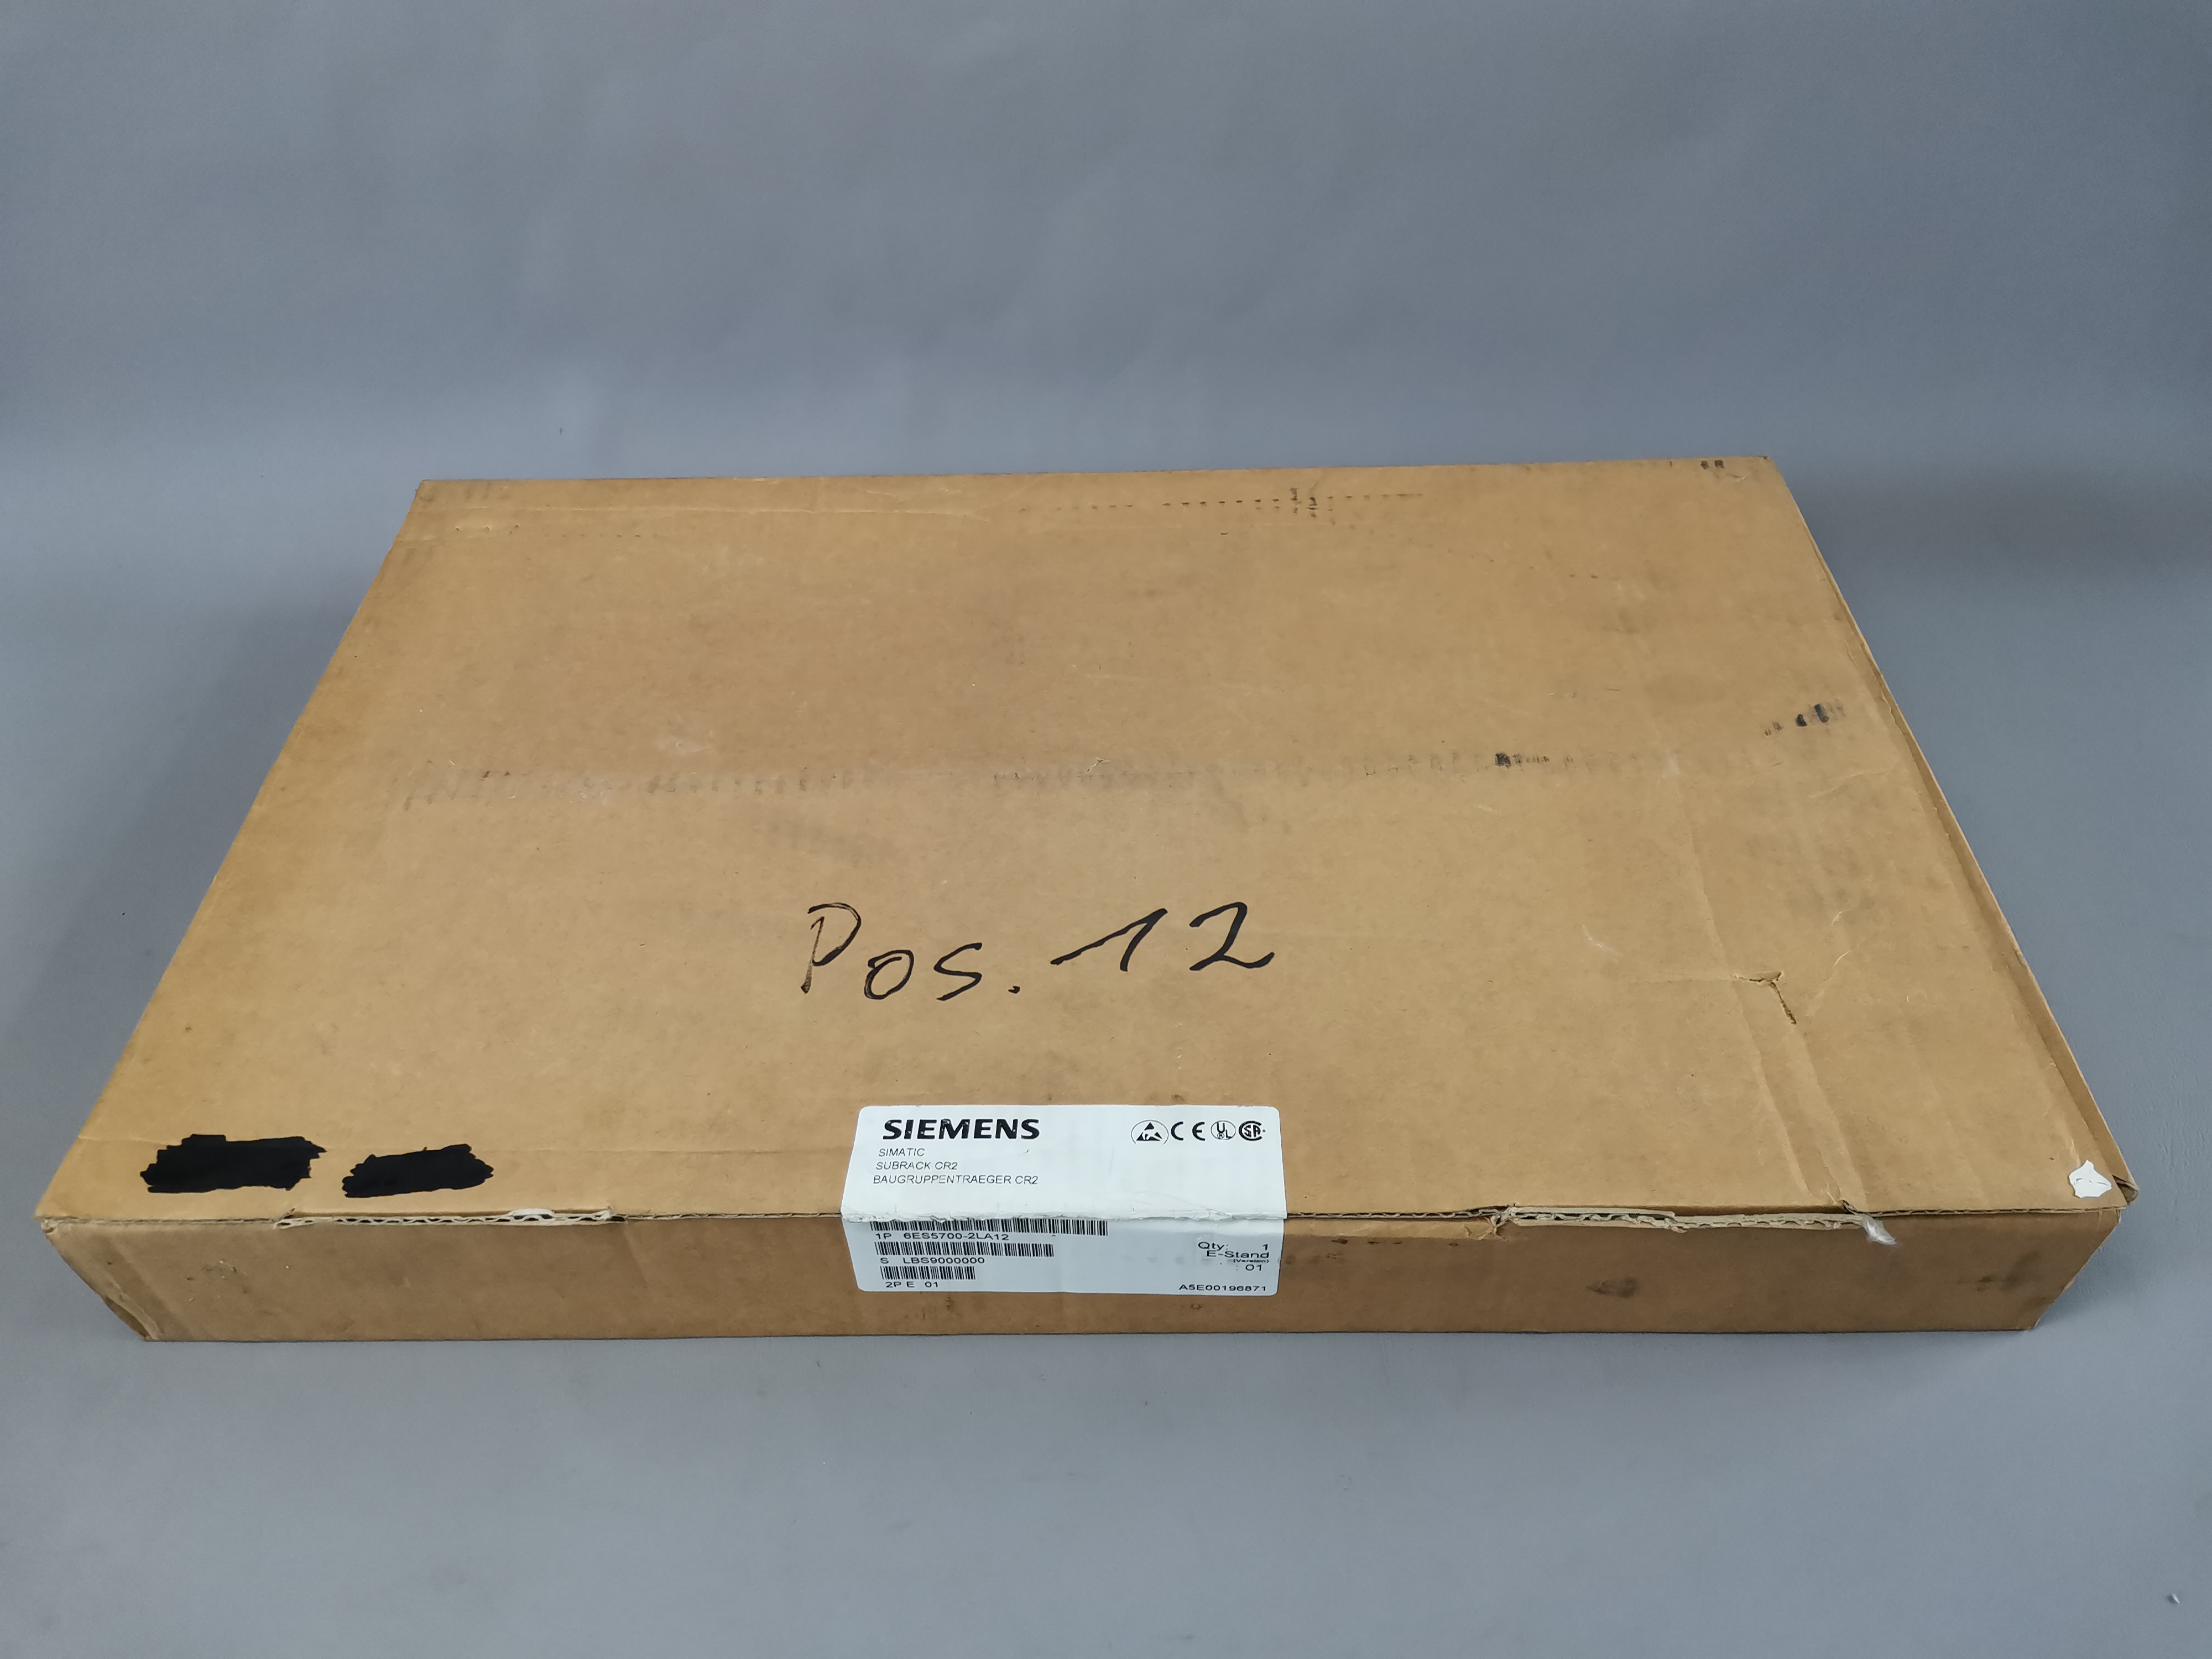 Pos. 12
SIEMENS
SIMATIC
SUBRACK CR2
BAUGRUPPENTRAEGER CR2
1P 6ES5700-2LA12
Qty: 1
E-Stand
(Version)
01
S LBS9000000
2P E 01
A5E00196871